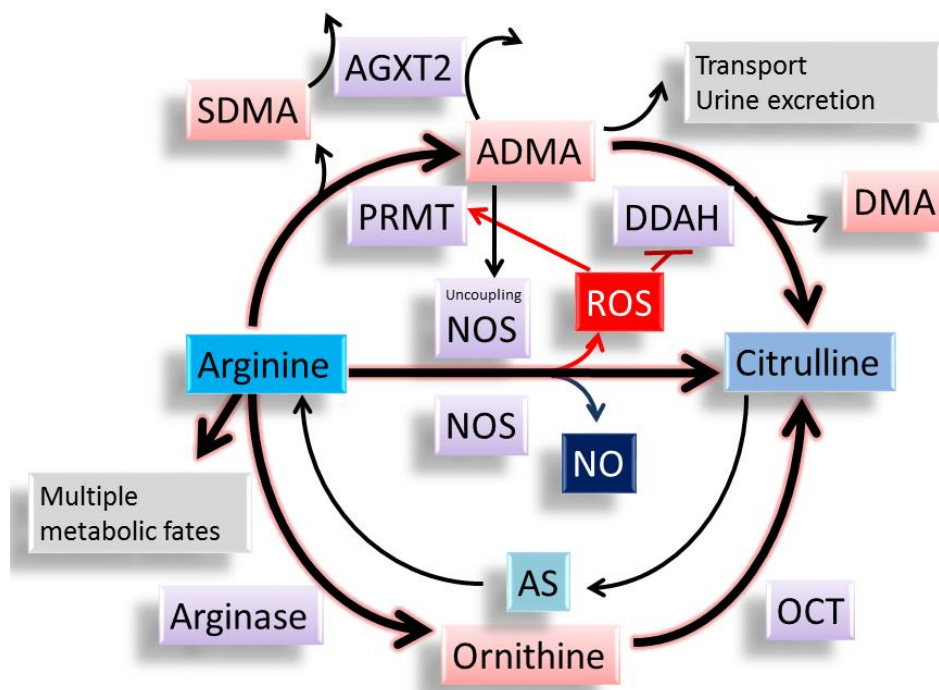 AGXT2
Transport
Urine excretion
SDMA
ADMA
PRMT
DDAH
DMA
Uncoupling
NOS
ROS
Arginine
Citrulline
NOS
NO
Multiple
metabolic fates
AS
Arginase
OCT
Ornithine